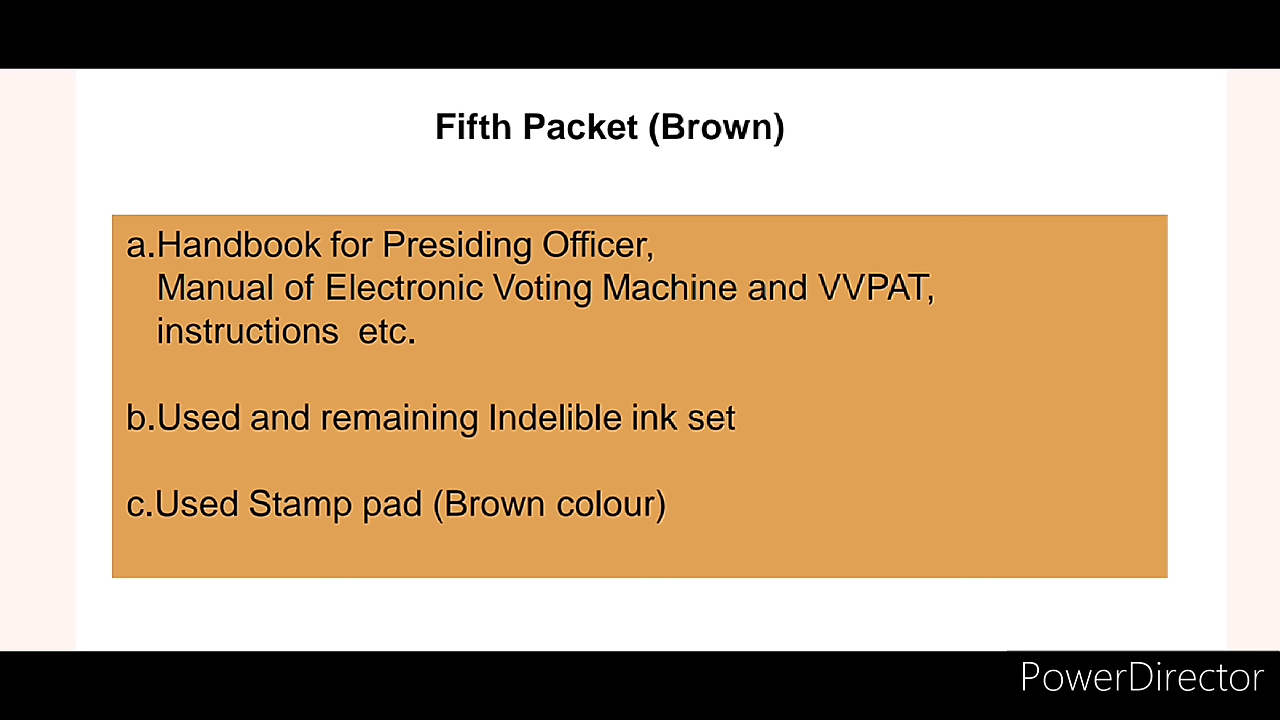 Fifth Packet (Brown)
a.Handbook for Presiding Officer,
Manual of Electronic Voting Machine and VVPAT,
instructions etc.
b.Used and remaining Indelible ink set
c.Used Stamp pad (Brown colour)
PowerDirector